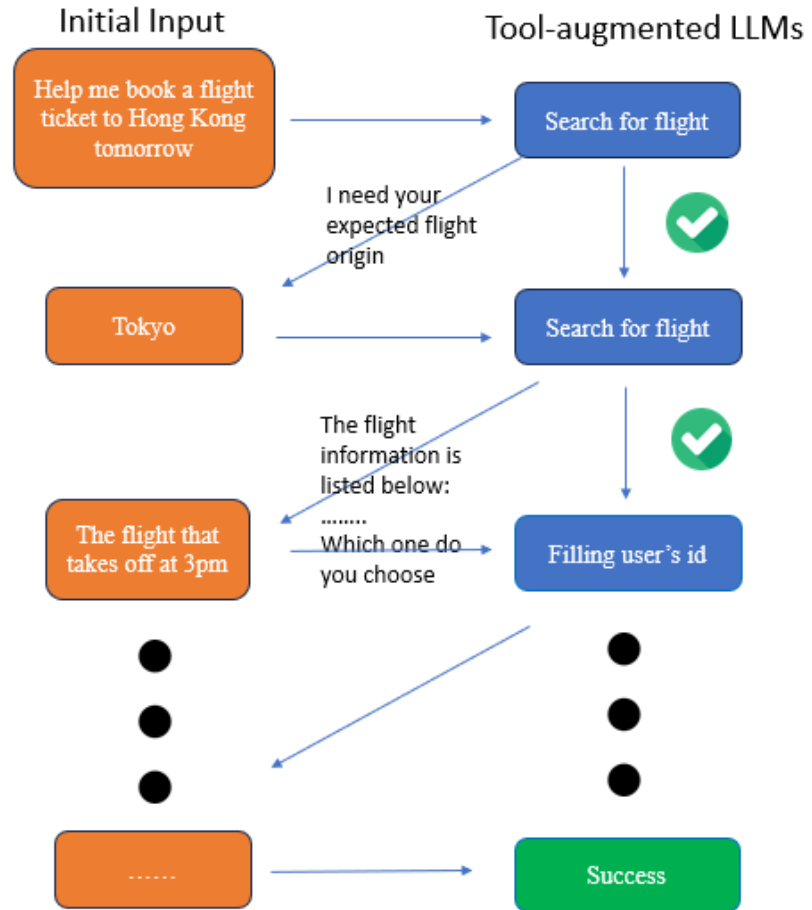 Initial Input
Tool-augmented LLMs
Help me book a flight
ticket to Hong Kong
tomorrow
Search for flight
I need your
expected flight
origin
Tokyo
Search for flight
The flight
information is
listed below:
........
Which one do
you choose
The flight that
takes off at 3pm
Filling user’s id
......
Success